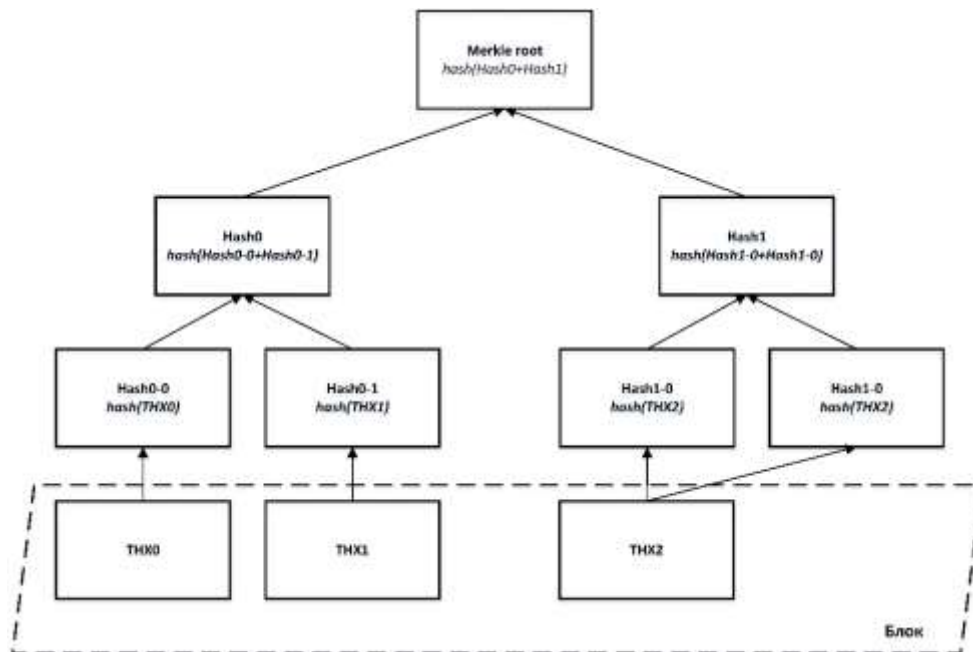 Merkle root
hash(Hash0+Hash1)
Hash0
hash(Hash0-0+Hash0-1)
Hash1
hash(Hash1-0+Hash1-0)
Hash0-0
hash(THX0)
Hash0-1
hash(THX1)
Hash1-0
hash(THX2)
Hash1-0
hash(THX2)
THX0
THX1
THX2
Блок